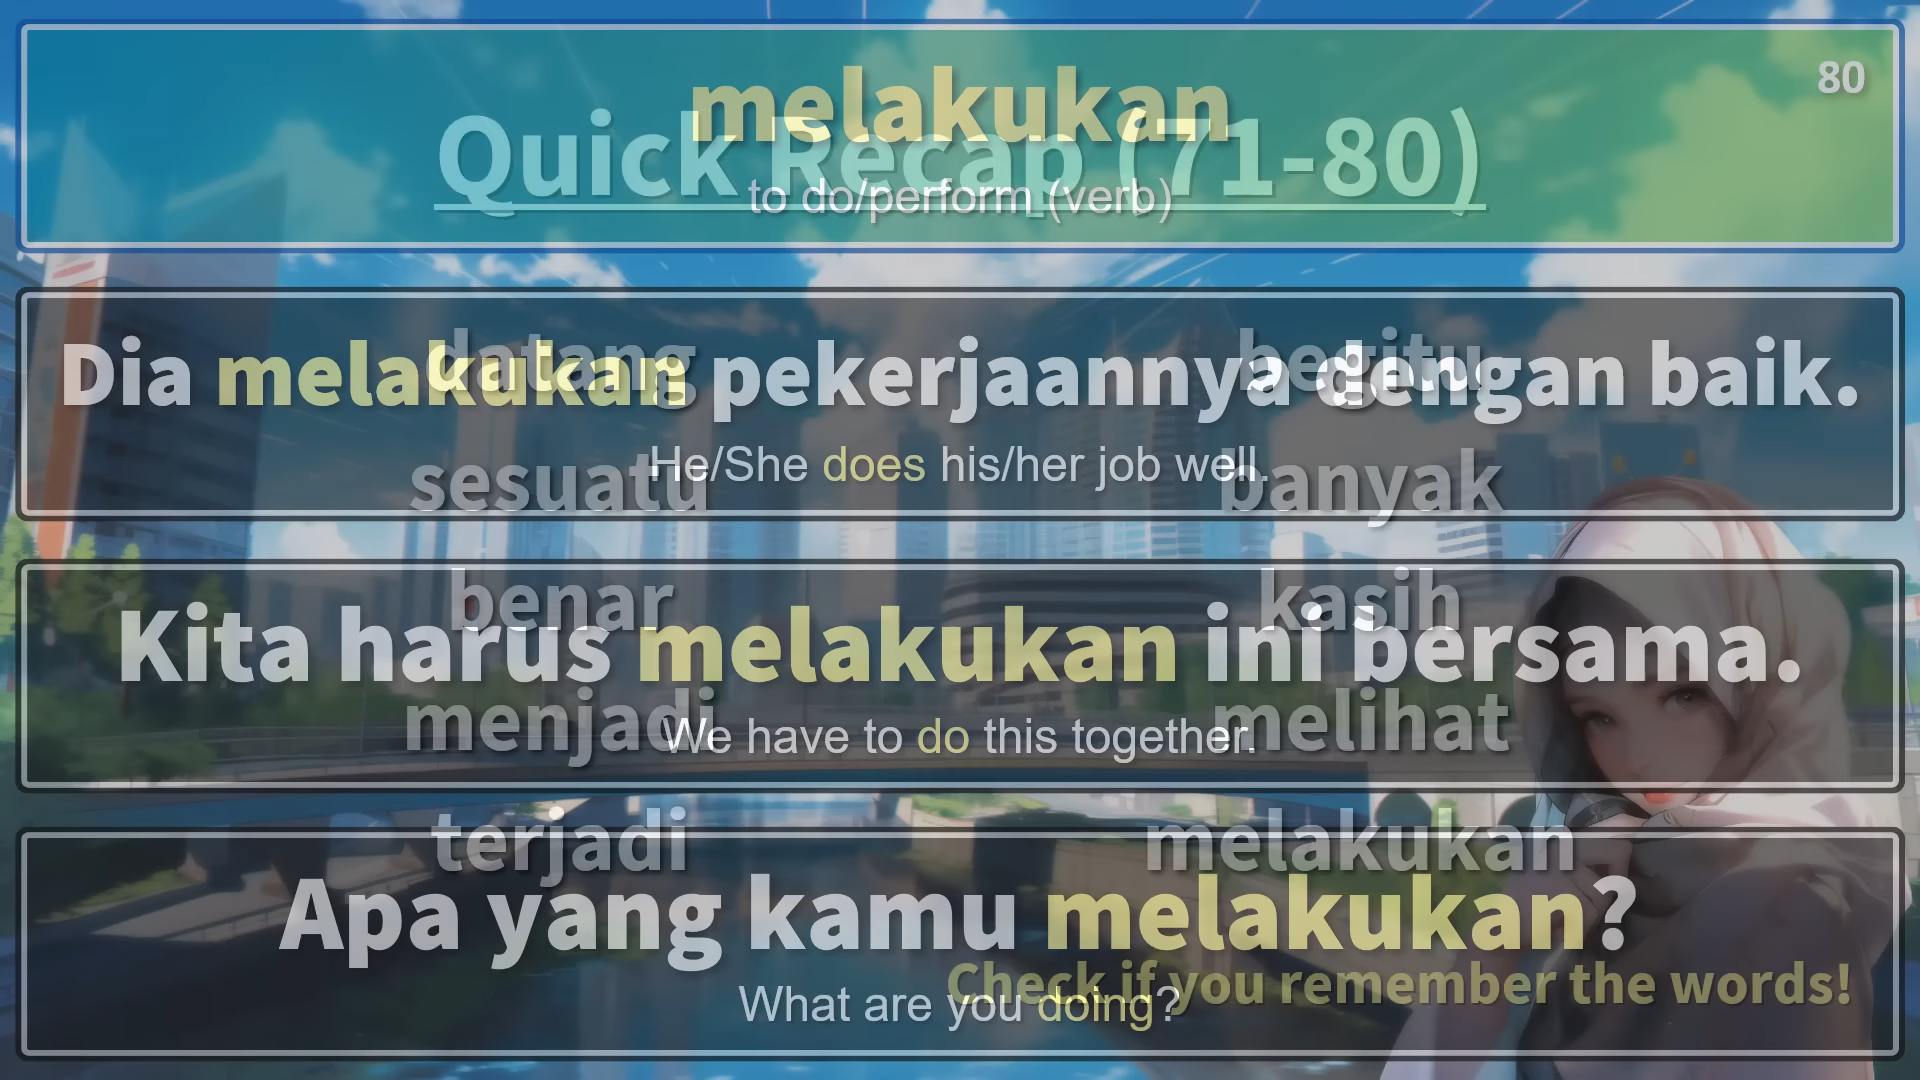 melakukan
80
Quick Recap (71-80)
to do/perform (verb)
datang
begitu
Dia melakukan pekerjaannya dengan baik.
He/She does his/her job well.
sesuatu
banyak
benar
kasih
Kita harus melakukan ini bersama.
menjadi
melihat
We have to do this together.
terjadi
melakukan
Apa yang kamu melakukan?
Check if you remember the words!
What are you doing?